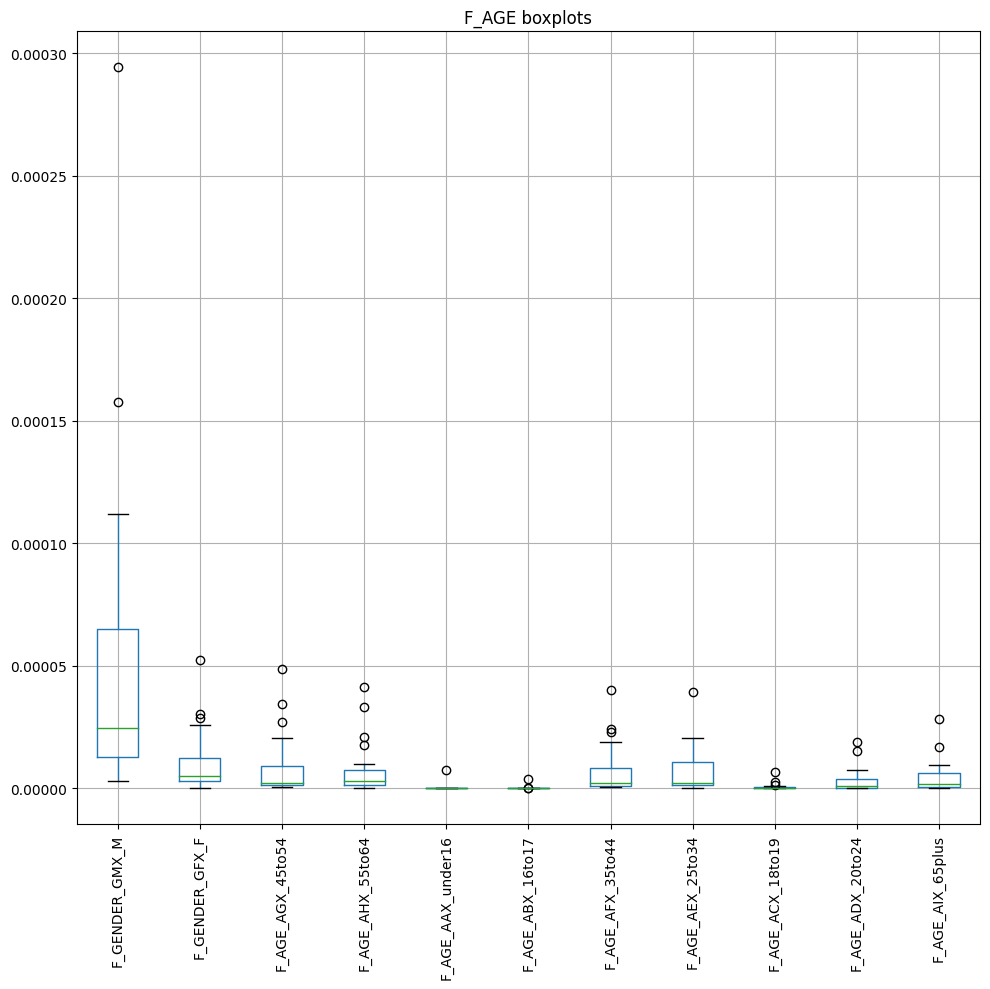 F_AGE boxplots
0.00030
0.00025
0.00020
0.00015
0.00010
0.00005
0.00000
F_GENDER_GMX_M
F_GENDER_GFX_F
F_AGE_AGX_45to54
F_AGE_AHX_55to64
F_AGE_AAX_under16
F_AGE_ABX_16to17
F_AGE_AFX_35to44
F_AGE_AEX_25to34
F_AGE_ACX_18to19
F_AGE_ADX_20to24
F_AGE_AIX_65plus